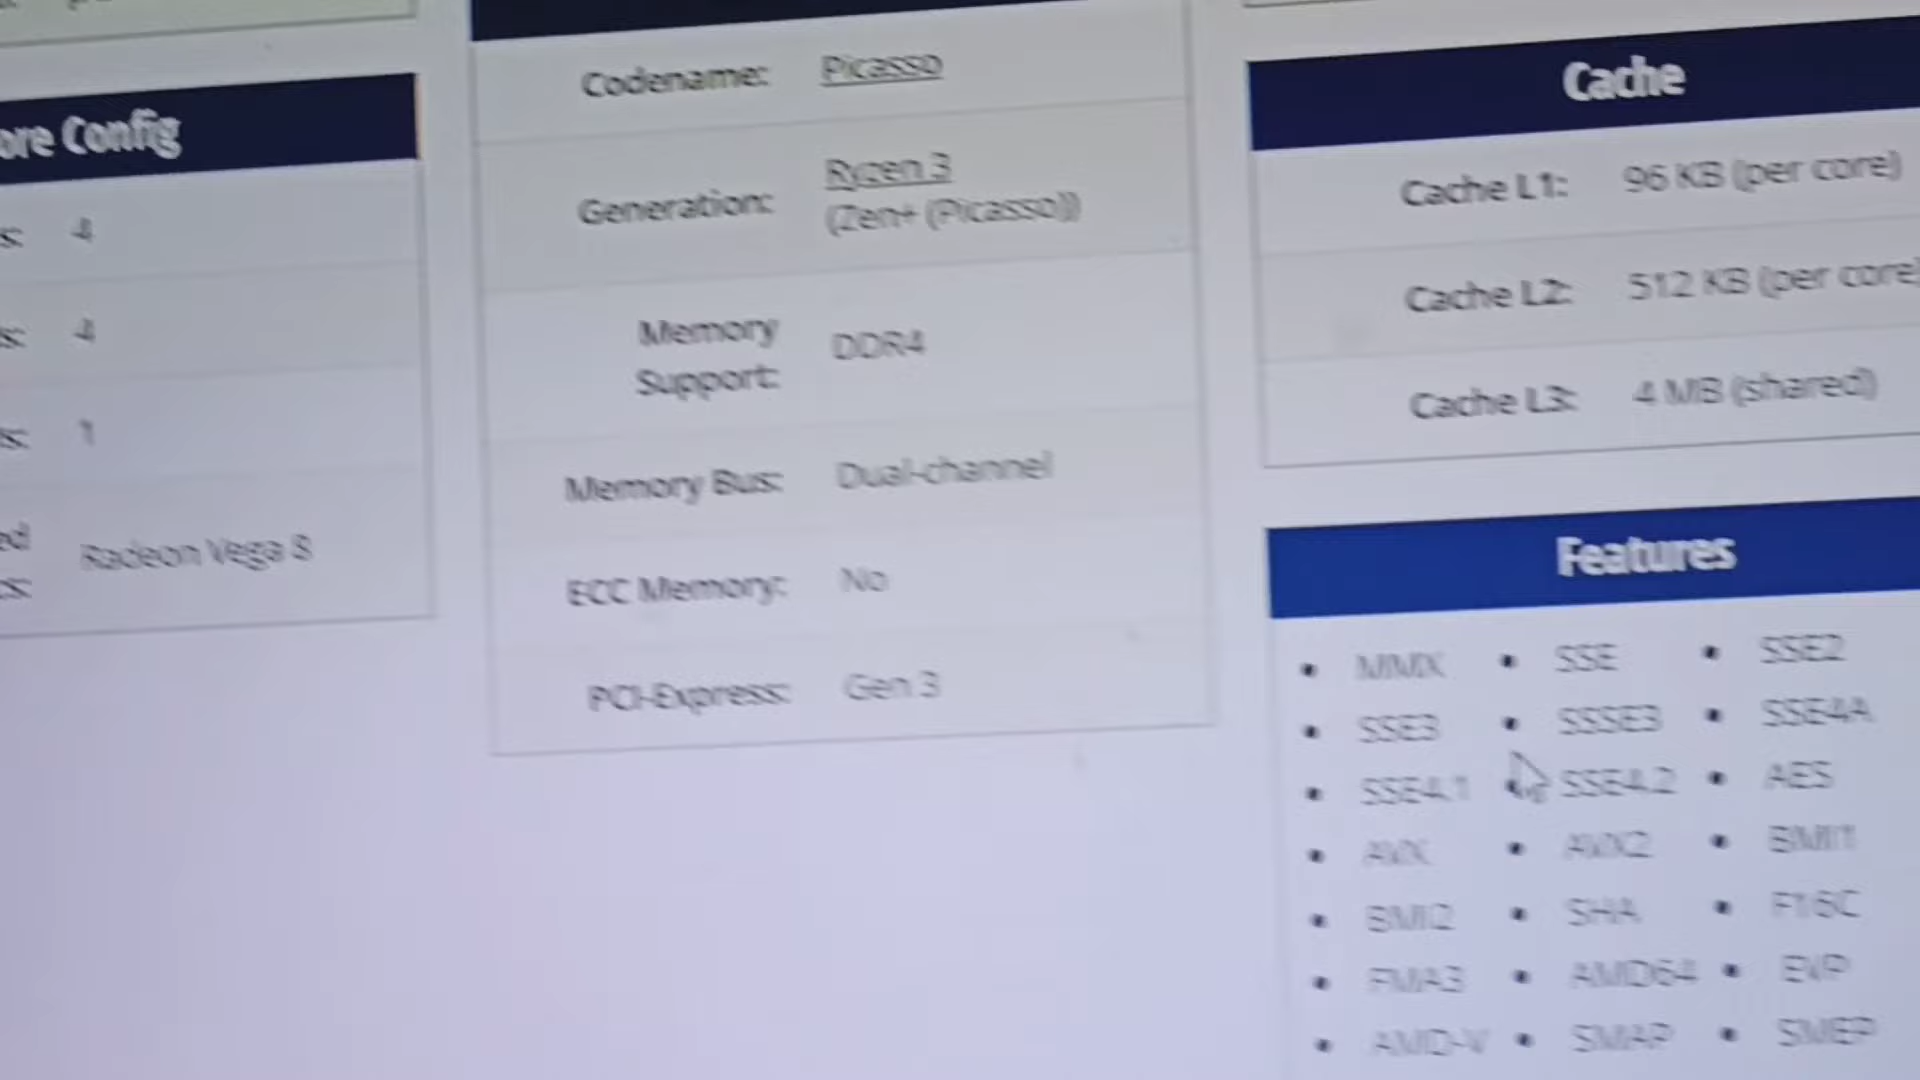 ore Config
s: 4
s: 4
s: 1
ed
cs: Radeon Vega 8
Codename: Picasso
Generation: Ryzen 3
(Zen+ (Picasso))
Memory
Support: DDR4
Memory Bus: Dual-channel
ECC Memory: No
PCI-Express: Gen 3
Cache
Cache L1: 96 KB (per core)
Cache L2: 512 KB (per core)
Cache L3: 4 MB (shared)
Features
• MMX • SSE • SSE2
• SSE3 • SSSE3 • SSE4A
• SSE4.1 • SSE4.2 • AES
• AVX • AVX2 • BMI1
• BMI2 • SHA • F16C
• FMA3 • AMD64 • EVP
• AMD-V • SMAP • SMEP